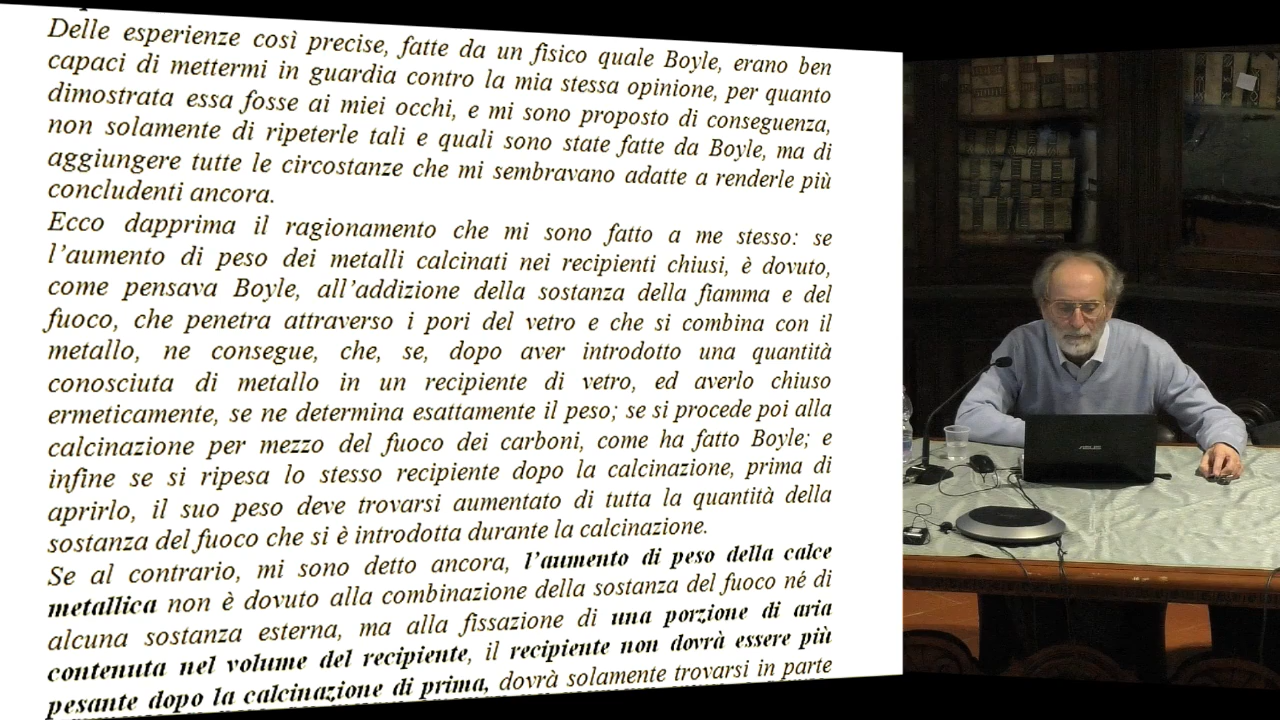 Delle esperienze così precise, fatte da un fisico quale Boyle, erano ben
capaci di mettermi in guardia contro la mia stessa opinione, per quanto
dimostrata essa fosse ai miei occhi, e mi sono proposto di conseguenza,
non solamente di ripeterle tali e quali sono state fatte da Boyle, ma di
aggiungere tutte le circostanze che mi sembravano adatte a renderle più
concludenti ancora.
Ecco dapprima il ragionamento che mi sono fatto a me stesso: se
l'aumento di peso dei metalli calcinati nei recipienti chiusi, è dovuto,
come pensava Boyle, all'addizione della sostanza della fiamma e del
fuoco, che penetra attraverso i pori del vetro e che si combina con il
metallo, ne consegue, che, se, dopo aver introdotto una quantità
conosciuta di metallo in un recipiente di vetro, ed averlo chiuso
ermeticamente, se ne determina esattamente il peso; se si procede poi alla
calcinazione per mezzo del fuoco dei carboni, come ha fatto Boyle; e
infine se si ripesa lo stesso recipiente dopo la calcinazione, prima di
aprirlo, il suo peso deve trovarsi aumentato di tutta la quantità della
sostanza del fuoco che si è introdotta durante la calcinazione.
Se al contrario, mi sono detto ancora, l'aumento di peso della calce
metallica non è dovuto alla combinazione della sostanza del fuoco né di
alcuna sostanza esterna, ma alla fissazione di una porzione di aria
contenuta nel volume del recipiente, il recipiente non dovrà essere più
pesante dopo la calcinazione di prima, dovrà solamente trovarsi in parte
ASUS